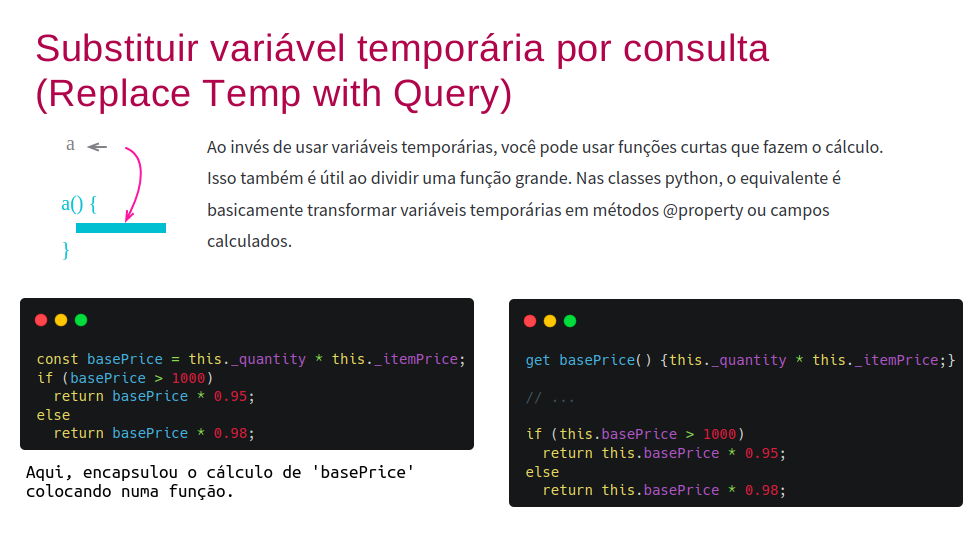 Substituir variável temporária por consulta
(Replace Temp with Query)
a
a() {
}
Ao invés de usar variáveis temporárias, você pode usar funções curtas que fazem o cálculo.
Isso também é útil ao dividir uma função grande. Nas classes python, o equivalente é
basicamente transformar variáveis temporárias em métodos @property ou campos
calculados.
const basePrice = this._quantity * this._itemPrice;
if (basePrice > 1000)
  return basePrice * 0.95;
else
  return basePrice * 0.98;
Aqui, encapsulou o cálculo de 'basePrice'
colocando numa função.
get basePrice() {this._quantity * this._itemPrice;}
// ...
if (this.basePrice > 1000)
  return this.basePrice * 0.95;
else
  return this.basePrice * 0.98;